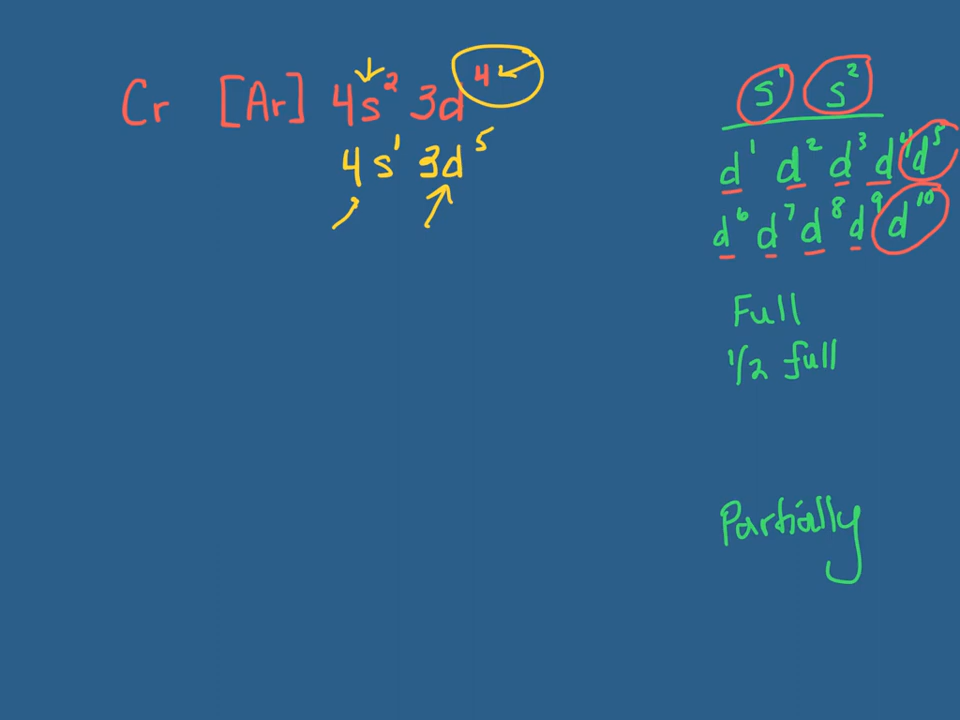 Cr [Ar] 4s² 3d⁴
4s¹ 3d⁵
s¹ s²
d¹ d² d³ d⁴ d⁵
d⁶ d⁷ d⁸ d⁹ d¹⁰
Full
1/2 full
Partially